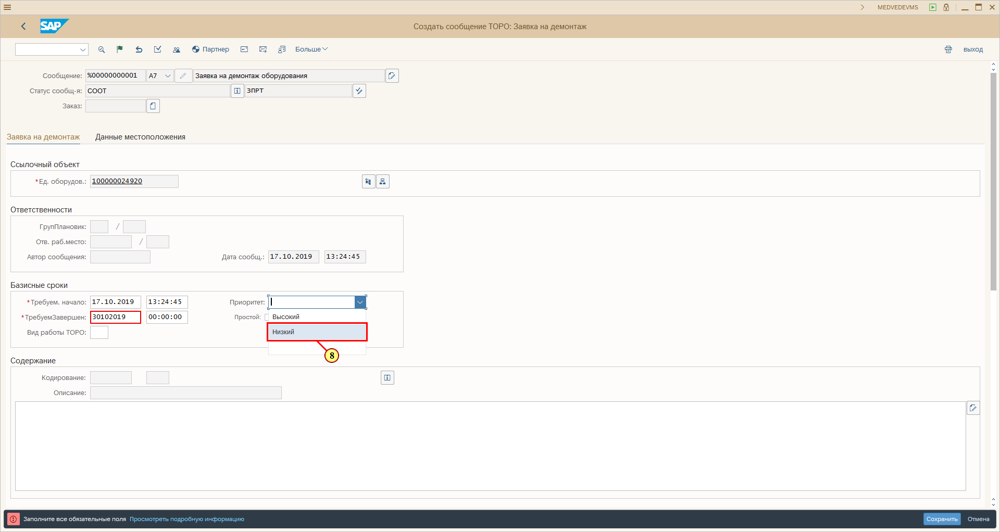 MEDVEDEVMS
SAP Создать сообщение ТОРО: Заявка на демонтаж
Партнер Больше выход
Сообщение: %00000000001 A7 Заявка на демонтаж оборудования
Статус сообщ-я: СООТ ЗПРТ
Заказ:
Заявка на демонтаж Данные местоположения
Ссылочный объект
*Ед. оборудов.: 100000024920
Ответственности
ГрупПлановик: /
Отв. раб.место: /
Автор сообщения: Дата сообщ.: 17.10.2019 13:24:45
Базисные сроки
*Требуем. начало: 17.10.2019 13:24:45 Приоритет:
*ТребуемЗавершен: 30102019 00:00:00 Простой: Высокий
Вид работы ТОРО: Низкий
8
Содержание
Кодирование:
Описание:
Заполните все обязательные поля Просмотреть подробную информацию Сохранить Отмена